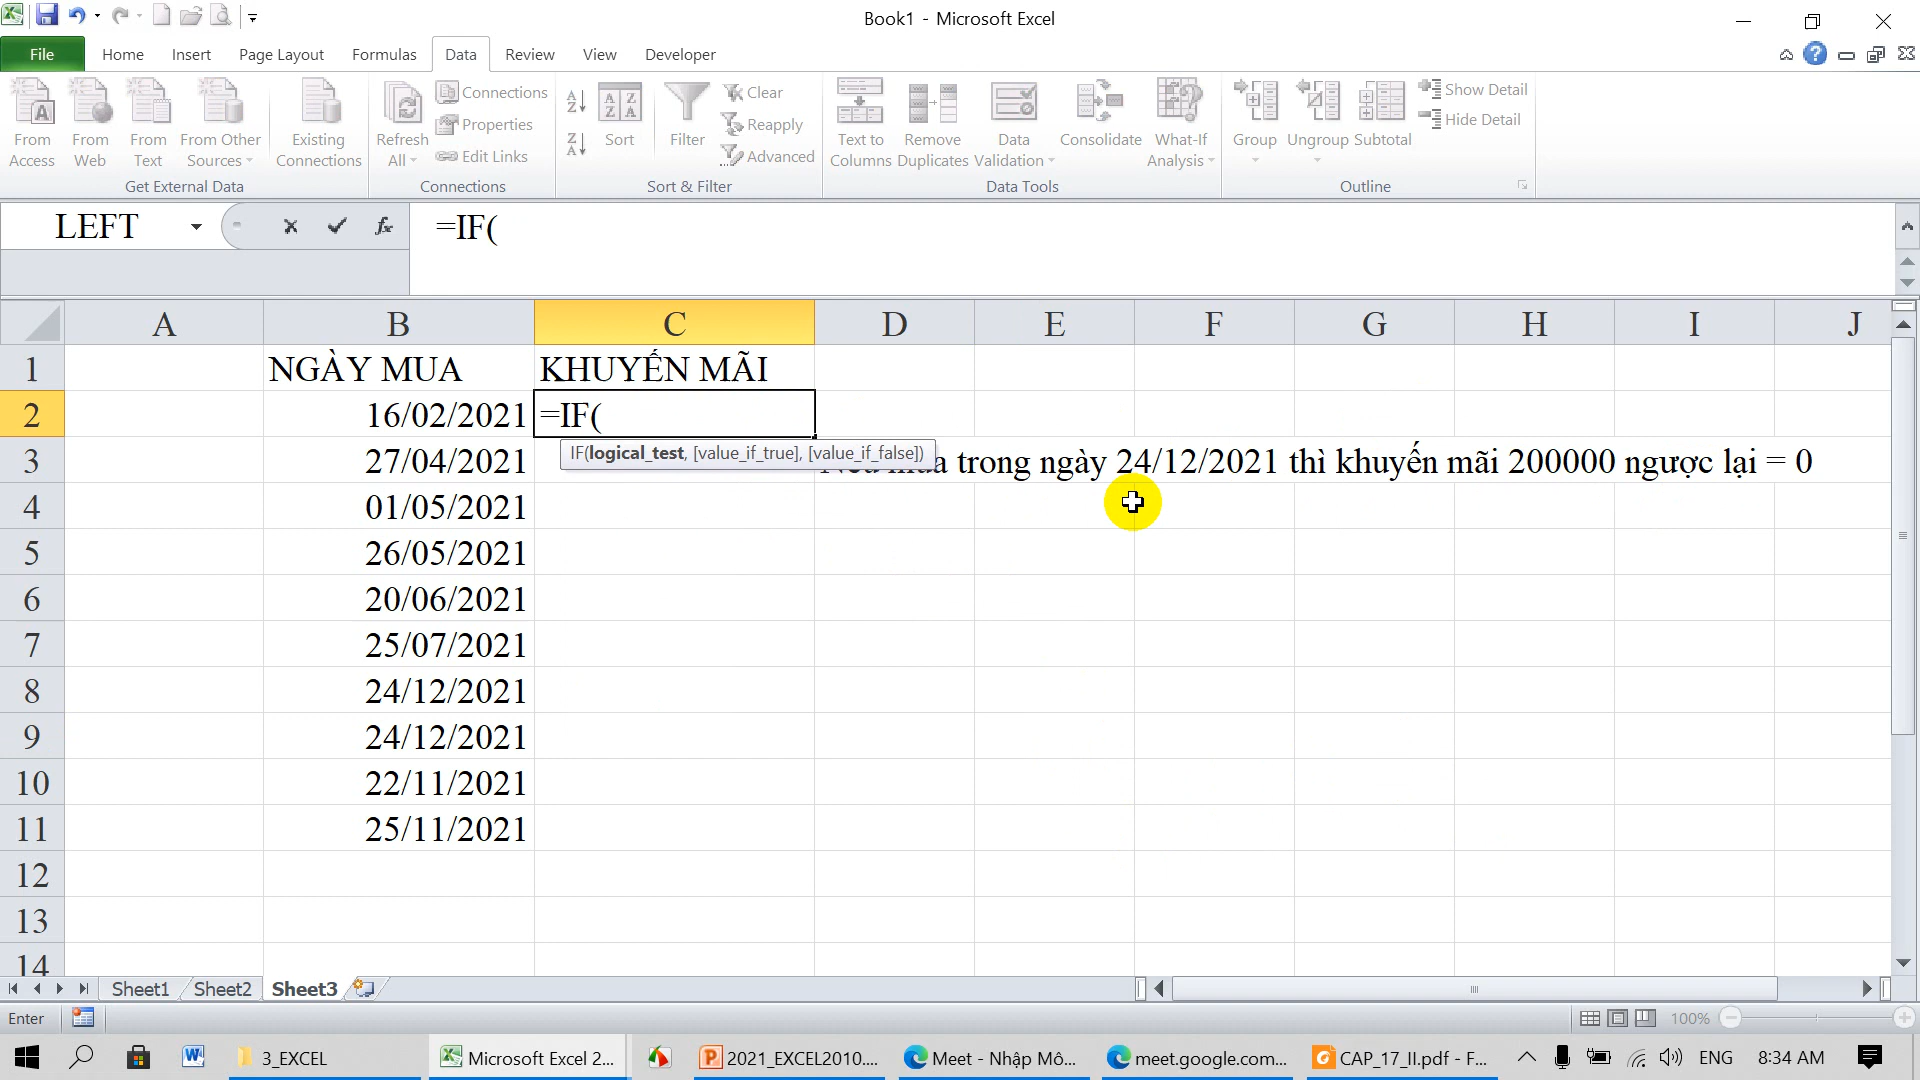 Book1 - Microsoft Excel
File Home Insert Page Layout Formulas Data Review View Developer
From Access
From Web
From Text
From Other Sources
Existing Connections
Get External Data
Refresh All
Connections
Properties
Edit Links
Connections
A Z
Z A
Sort
Filter
Clear
Reapply
Advanced
Sort & Filter
Text to Columns
Remove Duplicates
Data Validation
Consolidate
What-If Analysis
Data Tools
Group
Ungroup
Subtotal
Show Detail
Hide Detail
Outline
LEFT fx =IF(
A B C D E F G H I J
1 NGÀY MUA KHUYẾN MÃI
2 16/02/2021 =IF(
IF(logical_test, [value_if_true], [value_if_false])
3 27/04/2021 trong ngày 24/12/2021 thì khuyến mãi 200000 ngược lại = 0
4 01/05/2021
5 26/05/2021
6 20/06/2021
7 25/07/2021
8 24/12/2021
9 24/12/2021
10 22/11/2021
11 25/11/2021
12
13
14
Sheet1 Sheet2 Sheet3
Enter 100%
3_EXCEL Microsoft Excel 2... 2021_EXCEL2010.... Meet - Nhập Mô... meet.google.com... CAP_17_II.pdf - F... ENG 8:34 AM